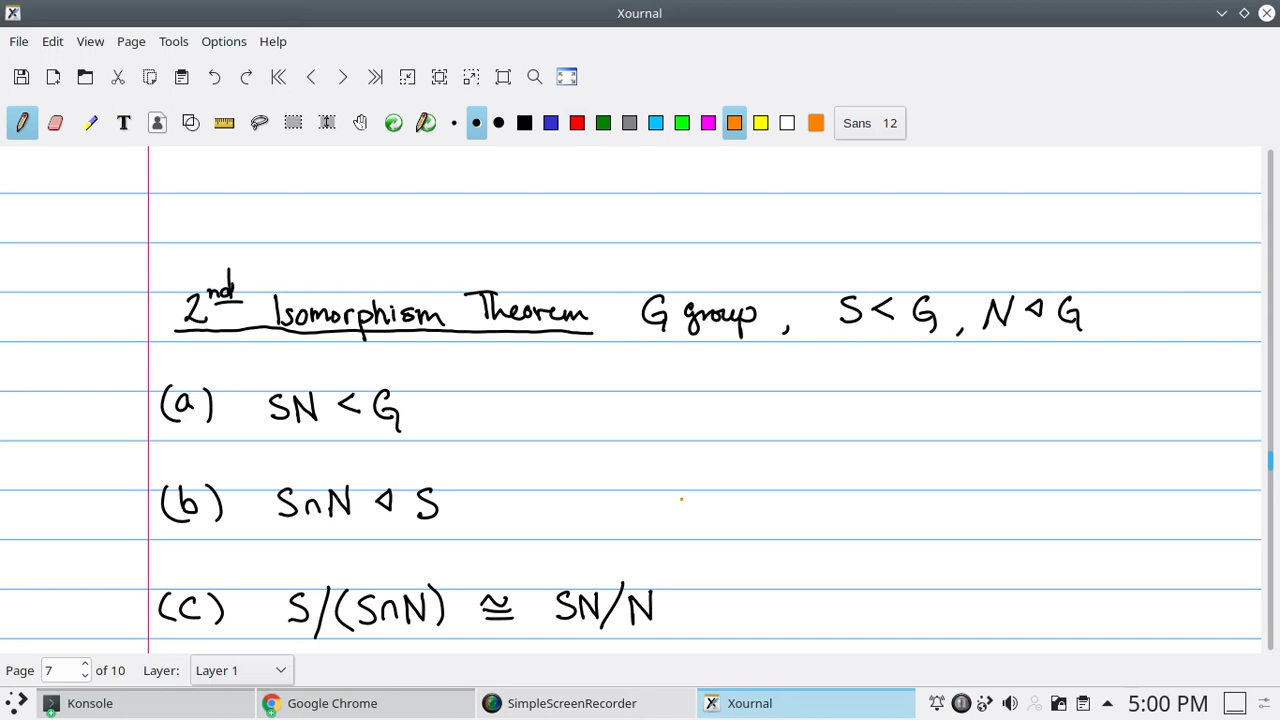 Xournal
File Edit View Page Tools Options Help
Sans 12
2nd Isomorphism Theorem G group, S < G, N ⊲ G
(a) SN < G
(b) S∩N ⊲ S
(c) S/(S∩N) ≅ SN/N
Page 7 of 10 Layer: Layer 1
Konsole Google Chrome SimpleScreenRecorder Xournal 5:00 PM